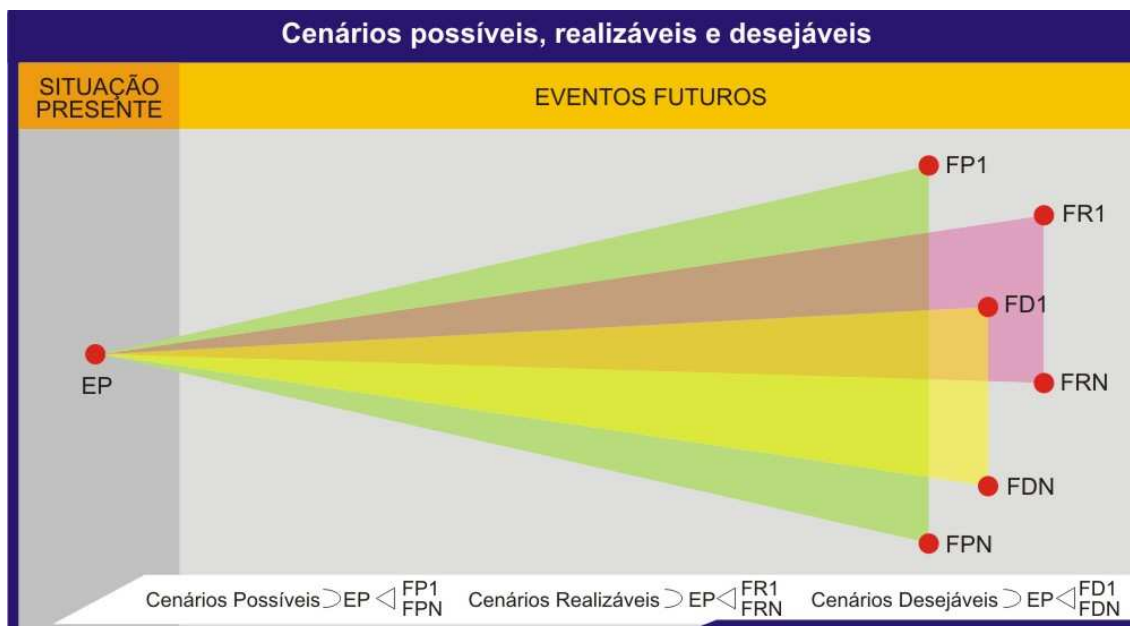 Cenários possíveis, realizáveis e desejáveis
SITUAÇÃO
PRESENTE
EVENTOS FUTUROS
FP1
FR1
FD1
EP
FRN
FDN
FPN
Cenários Possíveis EP FP1
FPN
Cenários Realizáveis EP FR1
FRN
Cenários Desejáveis EP FD1
FDN